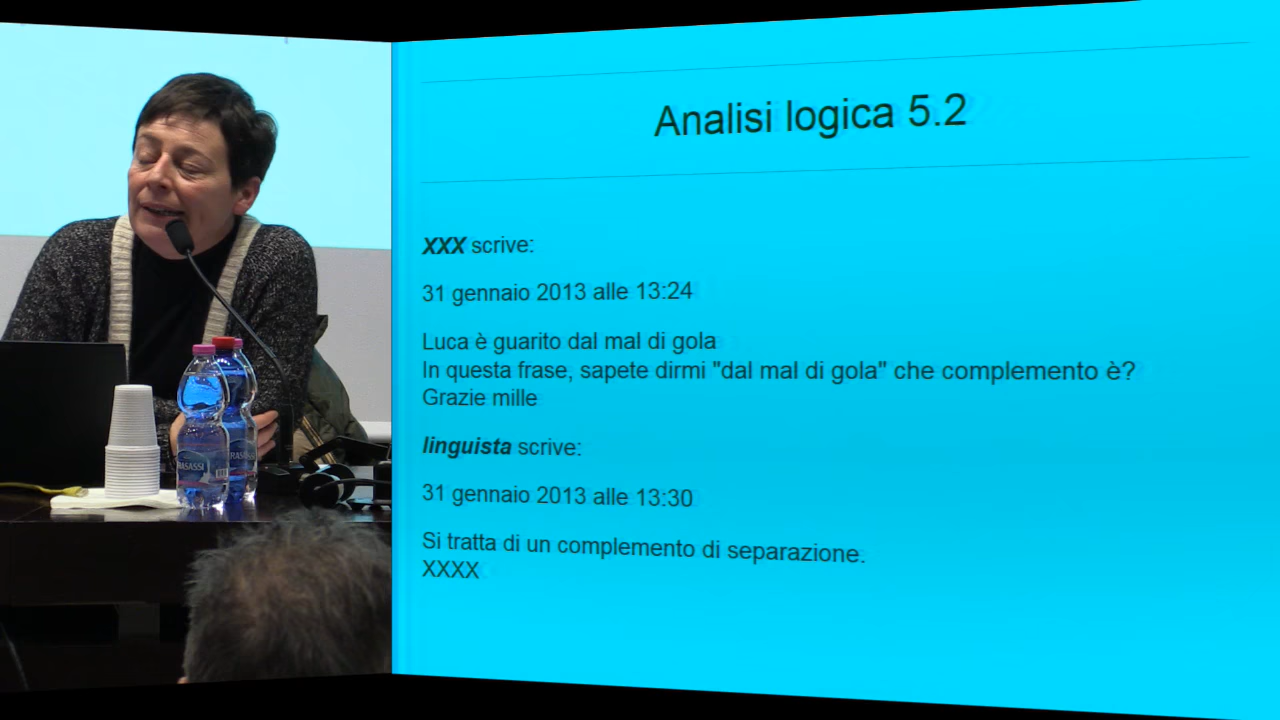 Analisi logica 5.2
XXX scrive:
31 gennaio 2013 alle 13:24
Luca è guarito dal mal di gola
In questa frase, sapete dirmi "dal mal di gola" che complemento è?
Grazie mille
linguista scrive:
31 gennaio 2013 alle 13:30
Si tratta di un complemento di separazione.
XXXX